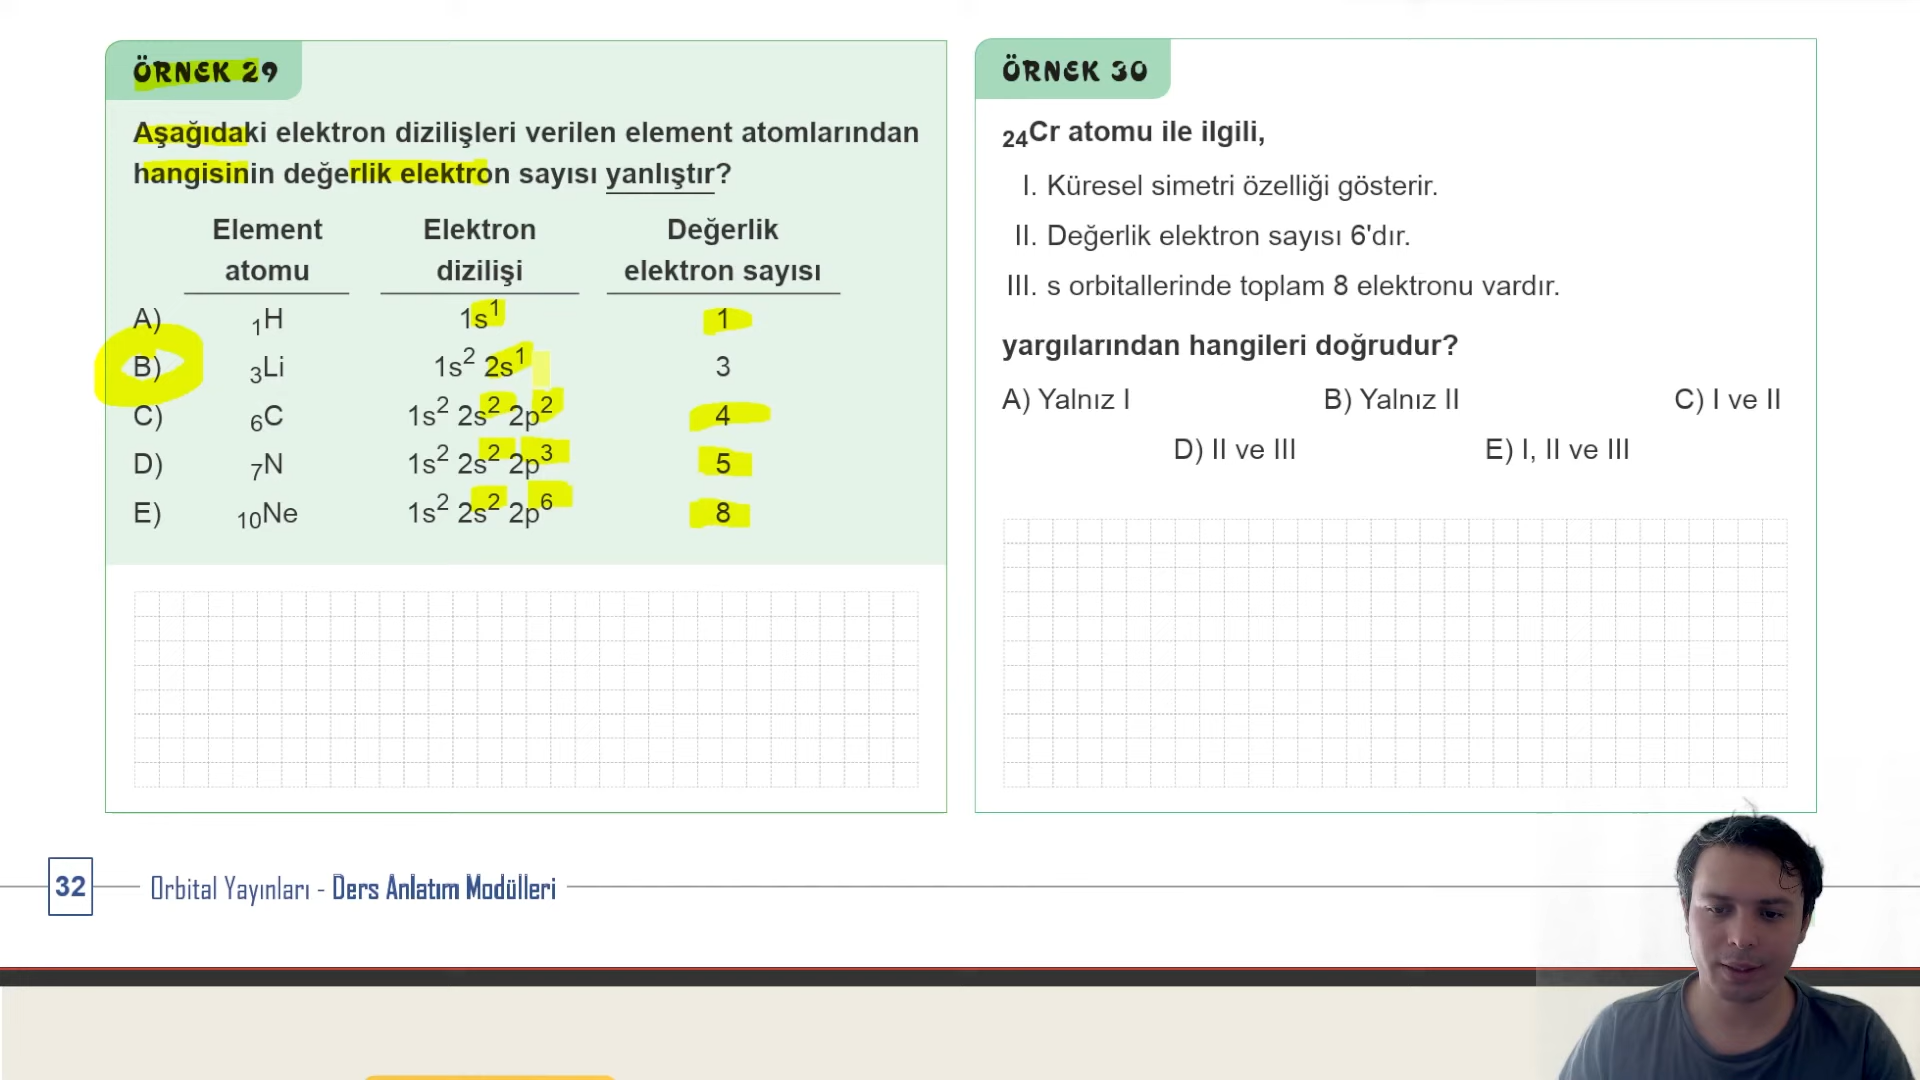 ÖRNEK 29
Aşağıdaki elektron dizilişleri verilen element atomlarından
hangisinin değerlik elektron sayısı yanlıştır?
Element atomu	Elektron dizilişi	Değerlik elektron sayısı
A) ₁H	1s¹	1
B) ₃Li	1s² 2s¹	3
C) ₆C	1s² 2s² 2p²	4
D) ₇N	1s² 2s² 2p³	5
E) ₁₀Ne	1s² 2s² 2p⁶	8
ÖRNEK 30
₂₄Cr atomu ile ilgili,
I. Küresel simetri özelliği gösterir.
II. Değerlik elektron sayısı 6'dır.
III. s orbitallerinde toplam 8 elektronu vardır.
yargılarından hangileri doğrudur?
A) Yalnız I	B) Yalnız II	C) I ve II
D) II ve III	E) I, II ve III
32 Orbital Yayınları - Ders Anlatım Modülleri